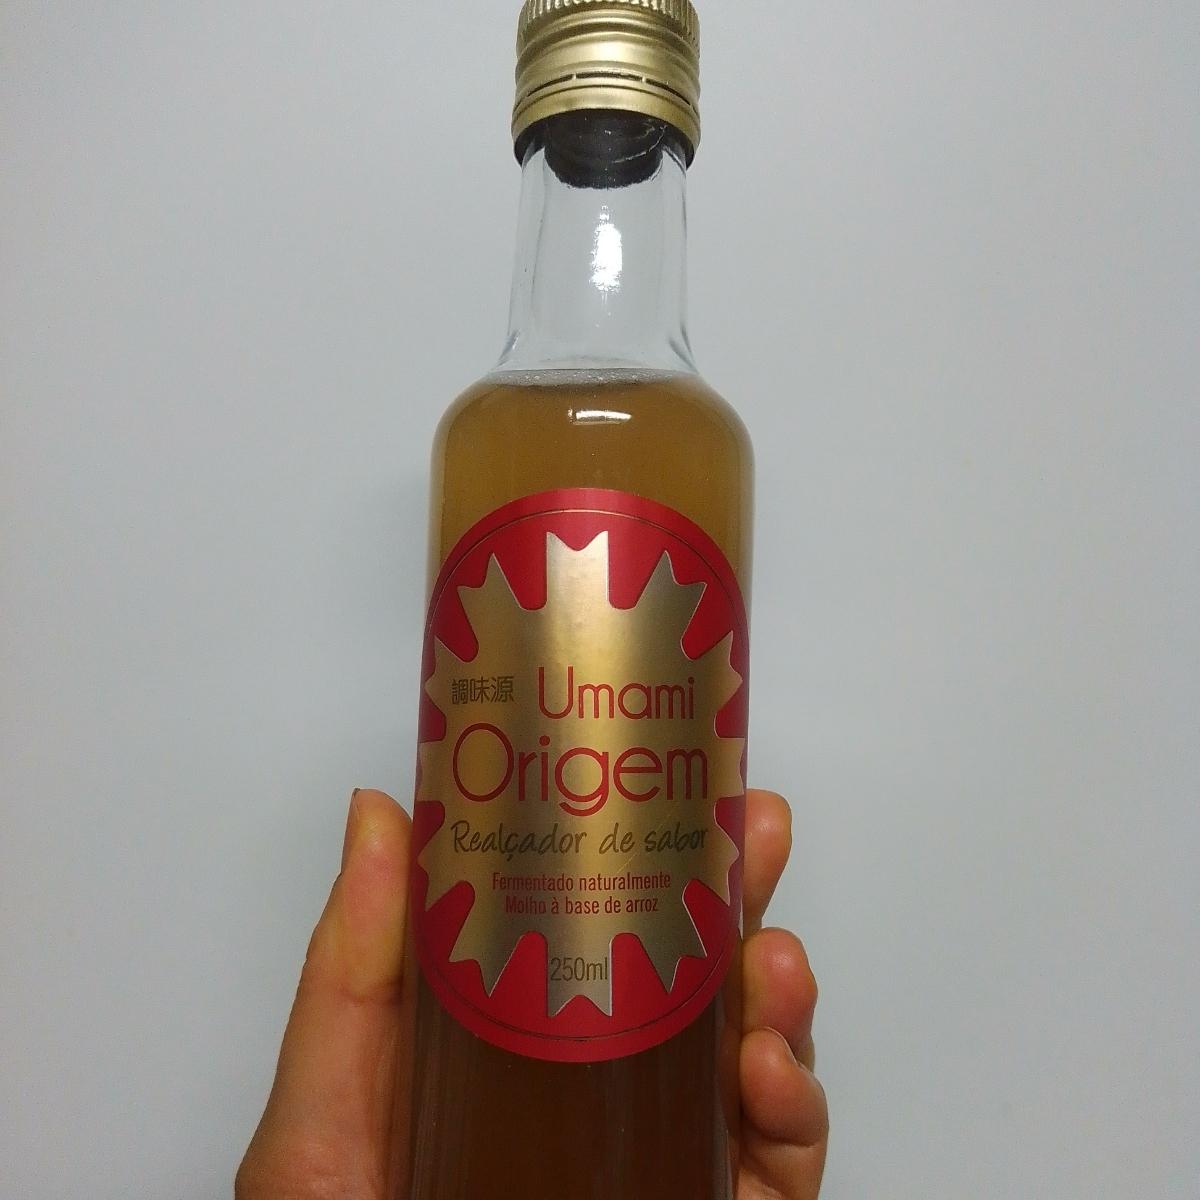 調味源 Umami
Origem
Realçador de sabor
Fermentado naturalmente
Molho à base de arroz
250ml